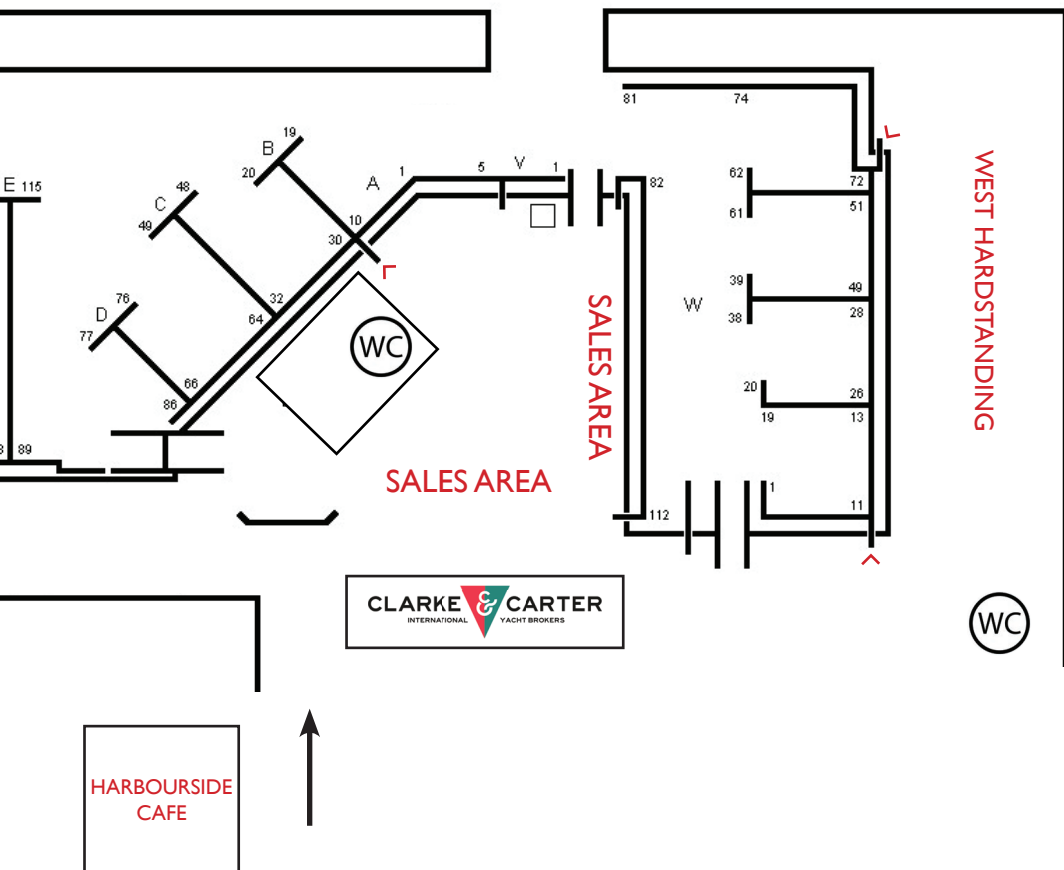 81
74
19
B
20
1
5
V
1
A
82
62
72
E 115
48
C
49
61
51
10
30
39
49
38
28
W
32
64
76
D
77
66
86
20
26
19
13
WC
SALES AREA
WEST HARDSTANDING
89
SALES AREA
1
11
112
CLARKE & CARTER
INTERNATIONAL YACHT BROKERS
WC
HARBOURSIDE
CAFE